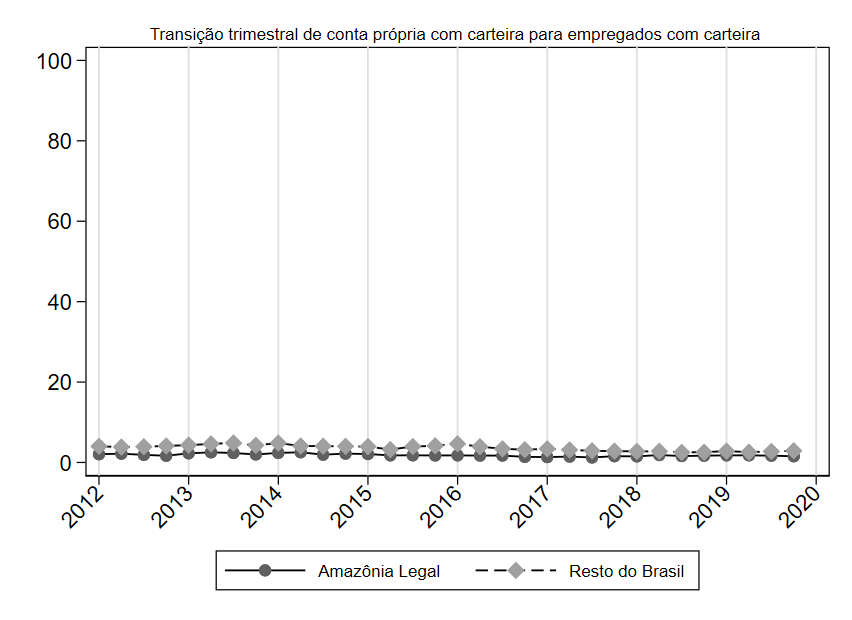 Transição trimestral de conta própria com carteira para empregados com carteira
100
80
60
40
20
0
2012 2013 2014 2015 2016 2017 2018 2019 2020
Amazônia Legal Resto do Brasil